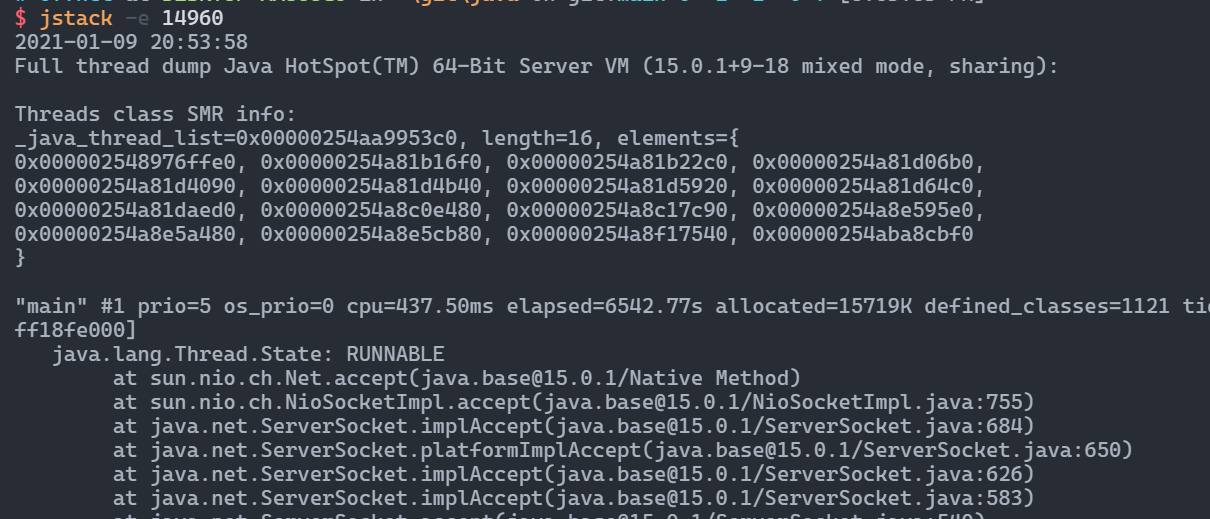 $ jstack -e 14960
2021-01-09 20:53:58
Full thread dump Java HotSpot(TM) 64-Bit Server VM (15.0.1+9-18 mixed mode, sharing):
Threads class SMR info:
_java_thread_list=0x00000254aa9953c0, length=16, elements={
0x000002548976ffe0, 0x00000254a81b16f0, 0x00000254a81b22c0, 0x00000254a81d06b0,
0x00000254a81d4090, 0x00000254a81d4b40, 0x00000254a81d5920, 0x00000254a81d64c0,
0x00000254a81daed0, 0x00000254a8c0e480, 0x00000254a8c17c90, 0x00000254a8e595e0,
0x00000254a8e5a480, 0x00000254a8e5cb80, 0x00000254a8f17540, 0x00000254aba8cbf0
}
"main" #1 prio=5 os_prio=0 cpu=437.50ms elapsed=6542.77s allocated=15719K defined_classes=1121 tid
ff18fe000]
java.lang.Thread.State: RUNNABLE
at sun.nio.ch.Net.accept(java.base@15.0.1/Native Method)
at sun.nio.ch.NioSocketImpl.accept(java.base@15.0.1/NioSocketImpl.java:755)
at java.net.ServerSocket.implAccept(java.base@15.0.1/ServerSocket.java:684)
at java.net.ServerSocket.platformImplAccept(java.base@15.0.1/ServerSocket.java:650)
at java.net.ServerSocket.implAccept(java.base@15.0.1/ServerSocket.java:626)
at java.net.ServerSocket.implAccept(java.base@15.0.1/ServerSocket.java:583)